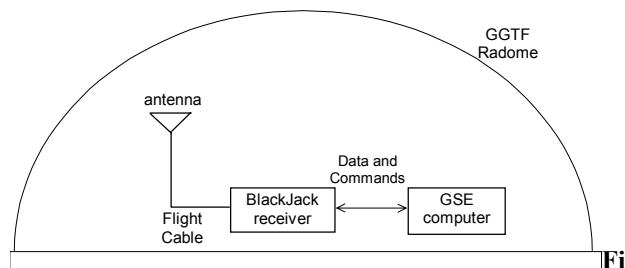 GGTF
Radome
antenna
Data and
Commands
BlackJack
receiver
GSE
computer
Flight
Cable
Fi